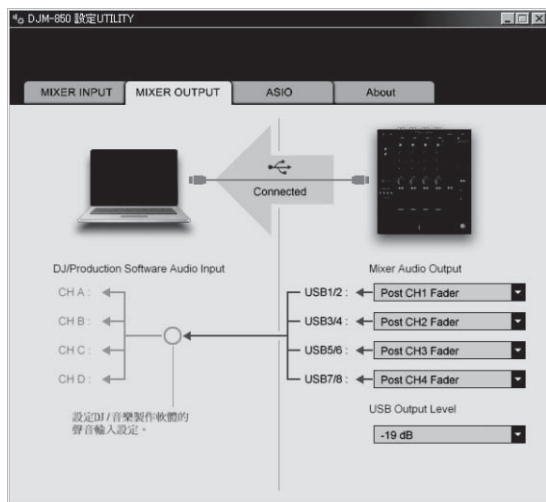 DJM-850 設定UTILITY
MIXER INPUT
MIXER OUTPUT
ASIO
About
Connected
DJ/Production Software Audio Input
Mixer Audio Output
CH A :
CH B :
CH C :
CH D :
USB1/2 :
Post CH1 Fader
USB3/4 :
Post CH2 Fader
USB5/6 :
Post CH3 Fader
USB7/8 :
Post CH4 Fader
設定DJ / 音樂製作軟體的
聲音輸入設定。
USB Output Level
-19 dB